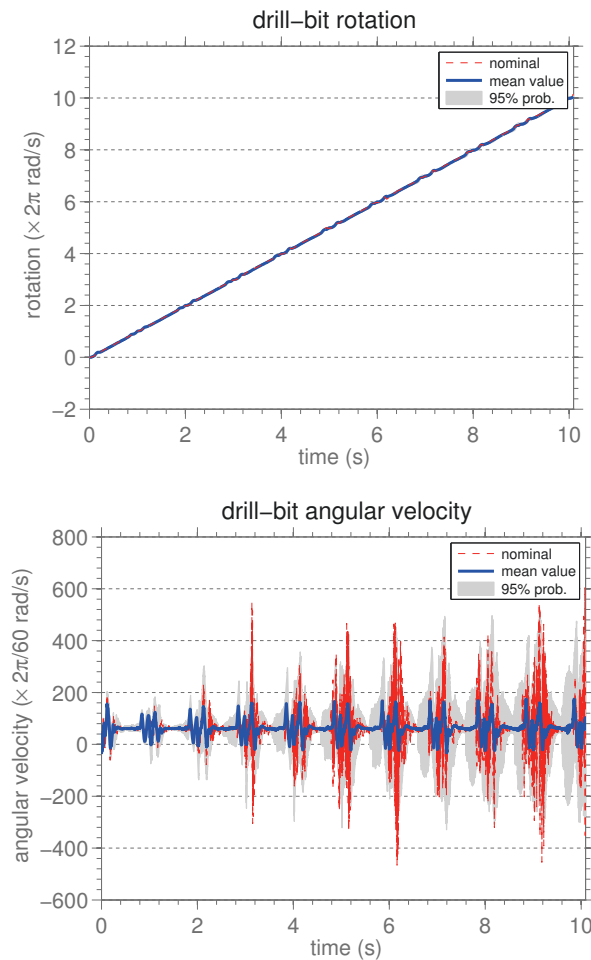 drill−bit rotation
12
10
8
6
4
2
0
−2
rotation (× 2π rad/s)
nominal
mean value
95% prob.
0 2 4 6 8 10
time (s)
drill−bit angular velocity
800
600
400
200
0
−200
−400
−600
angular velocity (× 2π/60 rad/s)
nominal
mean value
95% prob.
0 2 4 6 8 10
time (s)